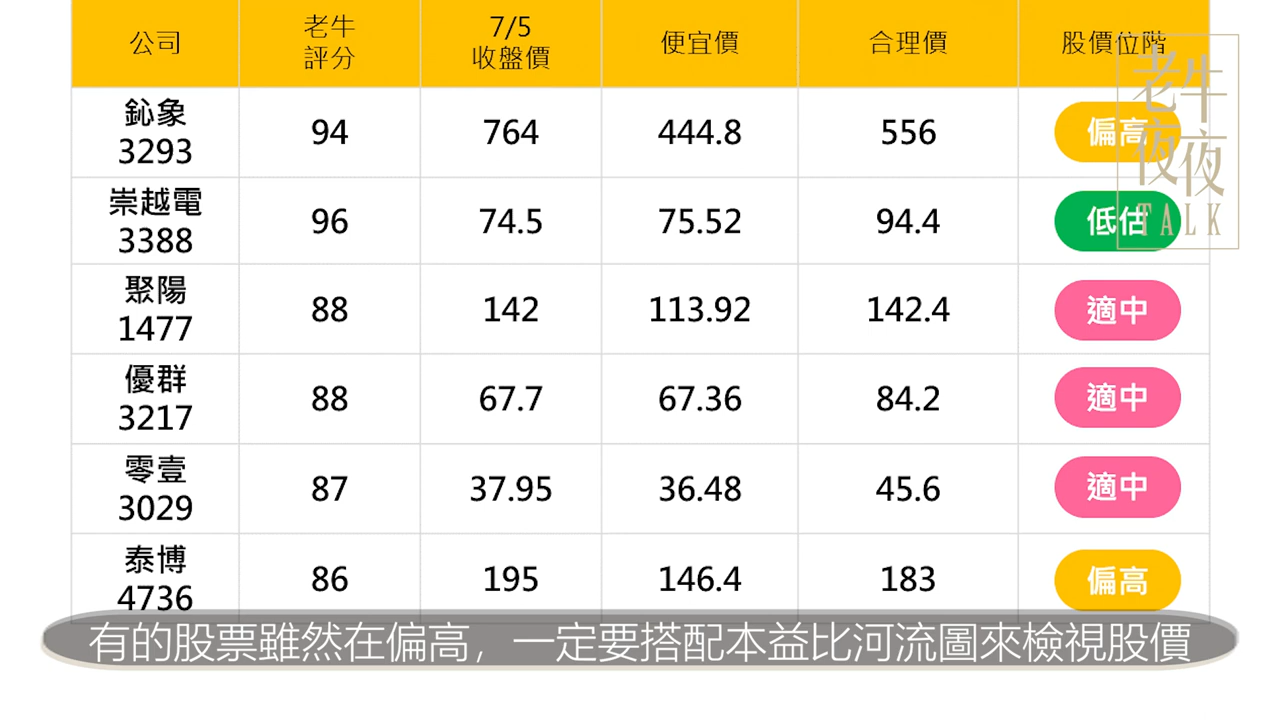 公司
老牛
評分
7/5
收盤價
便宜價
合理價
股價位階
鈊象
3293
94
764
444.8
556
偏高
崇越電
3388
96
74.5
75.52
94.4
低估
聚陽
1477
88
142
113.92
142.4
適中
優群
3217
88
67.7
67.36
84.2
適中
零壹
3029
87
37.95
36.48
45.6
適中
泰博
4736
86
195
146.4
183
偏高
老牛
夜夜
TALK
有的股票雖然在偏高，一定要搭配本益比河流圖來檢視股價